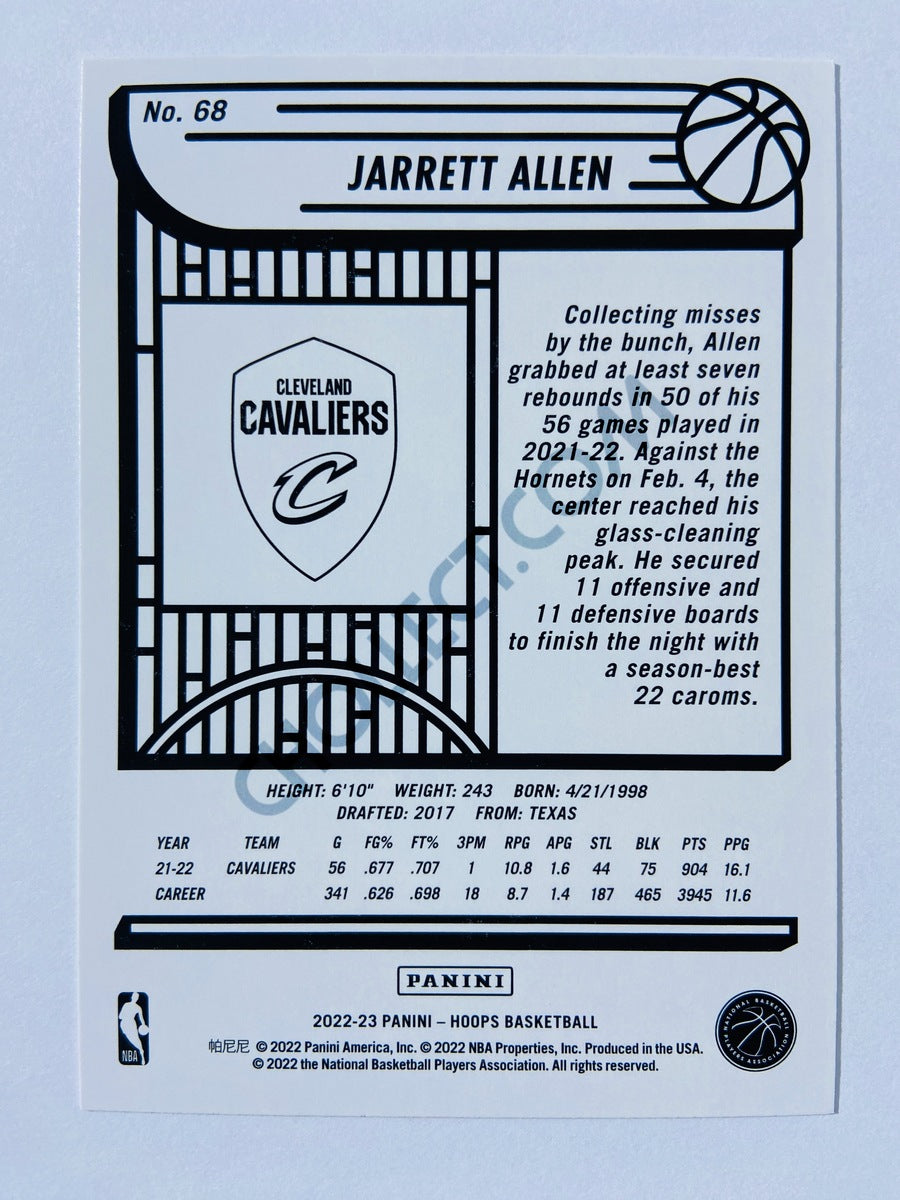 No. 68
JARRETT ALLEN
CLEVELAND
CAVALIERS
C
Collecting misses
by the bunch, Allen
grabbed at least seven
rebounds in 50 of his
56 games played in
2021-22. Against the
Hornets on Feb. 4, the
center reached his
glass-cleaning
peak. He secured
11 offensive and
11 defensive boards
to finish the night with
a season-best
22 caroms.
CHOLLECT.COM
HEIGHT: 6'10" WEIGHT: 243 BORN: 4/21/1998
DRAFTED: 2017 FROM: TEXAS
YEAR TEAM G FG% FT% 3PM RPG APG STL BLK PTS PPG
21-22 CAVALIERS 56 .677 .707 1 10.8 1.6 44 75 904 16.1
CAREER 341 .626 .698 18 8.7 1.4 187 465 3945 11.6
PANINI
2022-23 PANINI – HOOPS BASKETBALL
帕尼尼 © 2022 Panini America, Inc. © 2022 NBA Properties, Inc. Produced in the USA.
© 2022 the National Basketball Players Association. All rights reserved.
NBA
NATIONAL BASKETBALL
PLAYERS ASSOCIATION